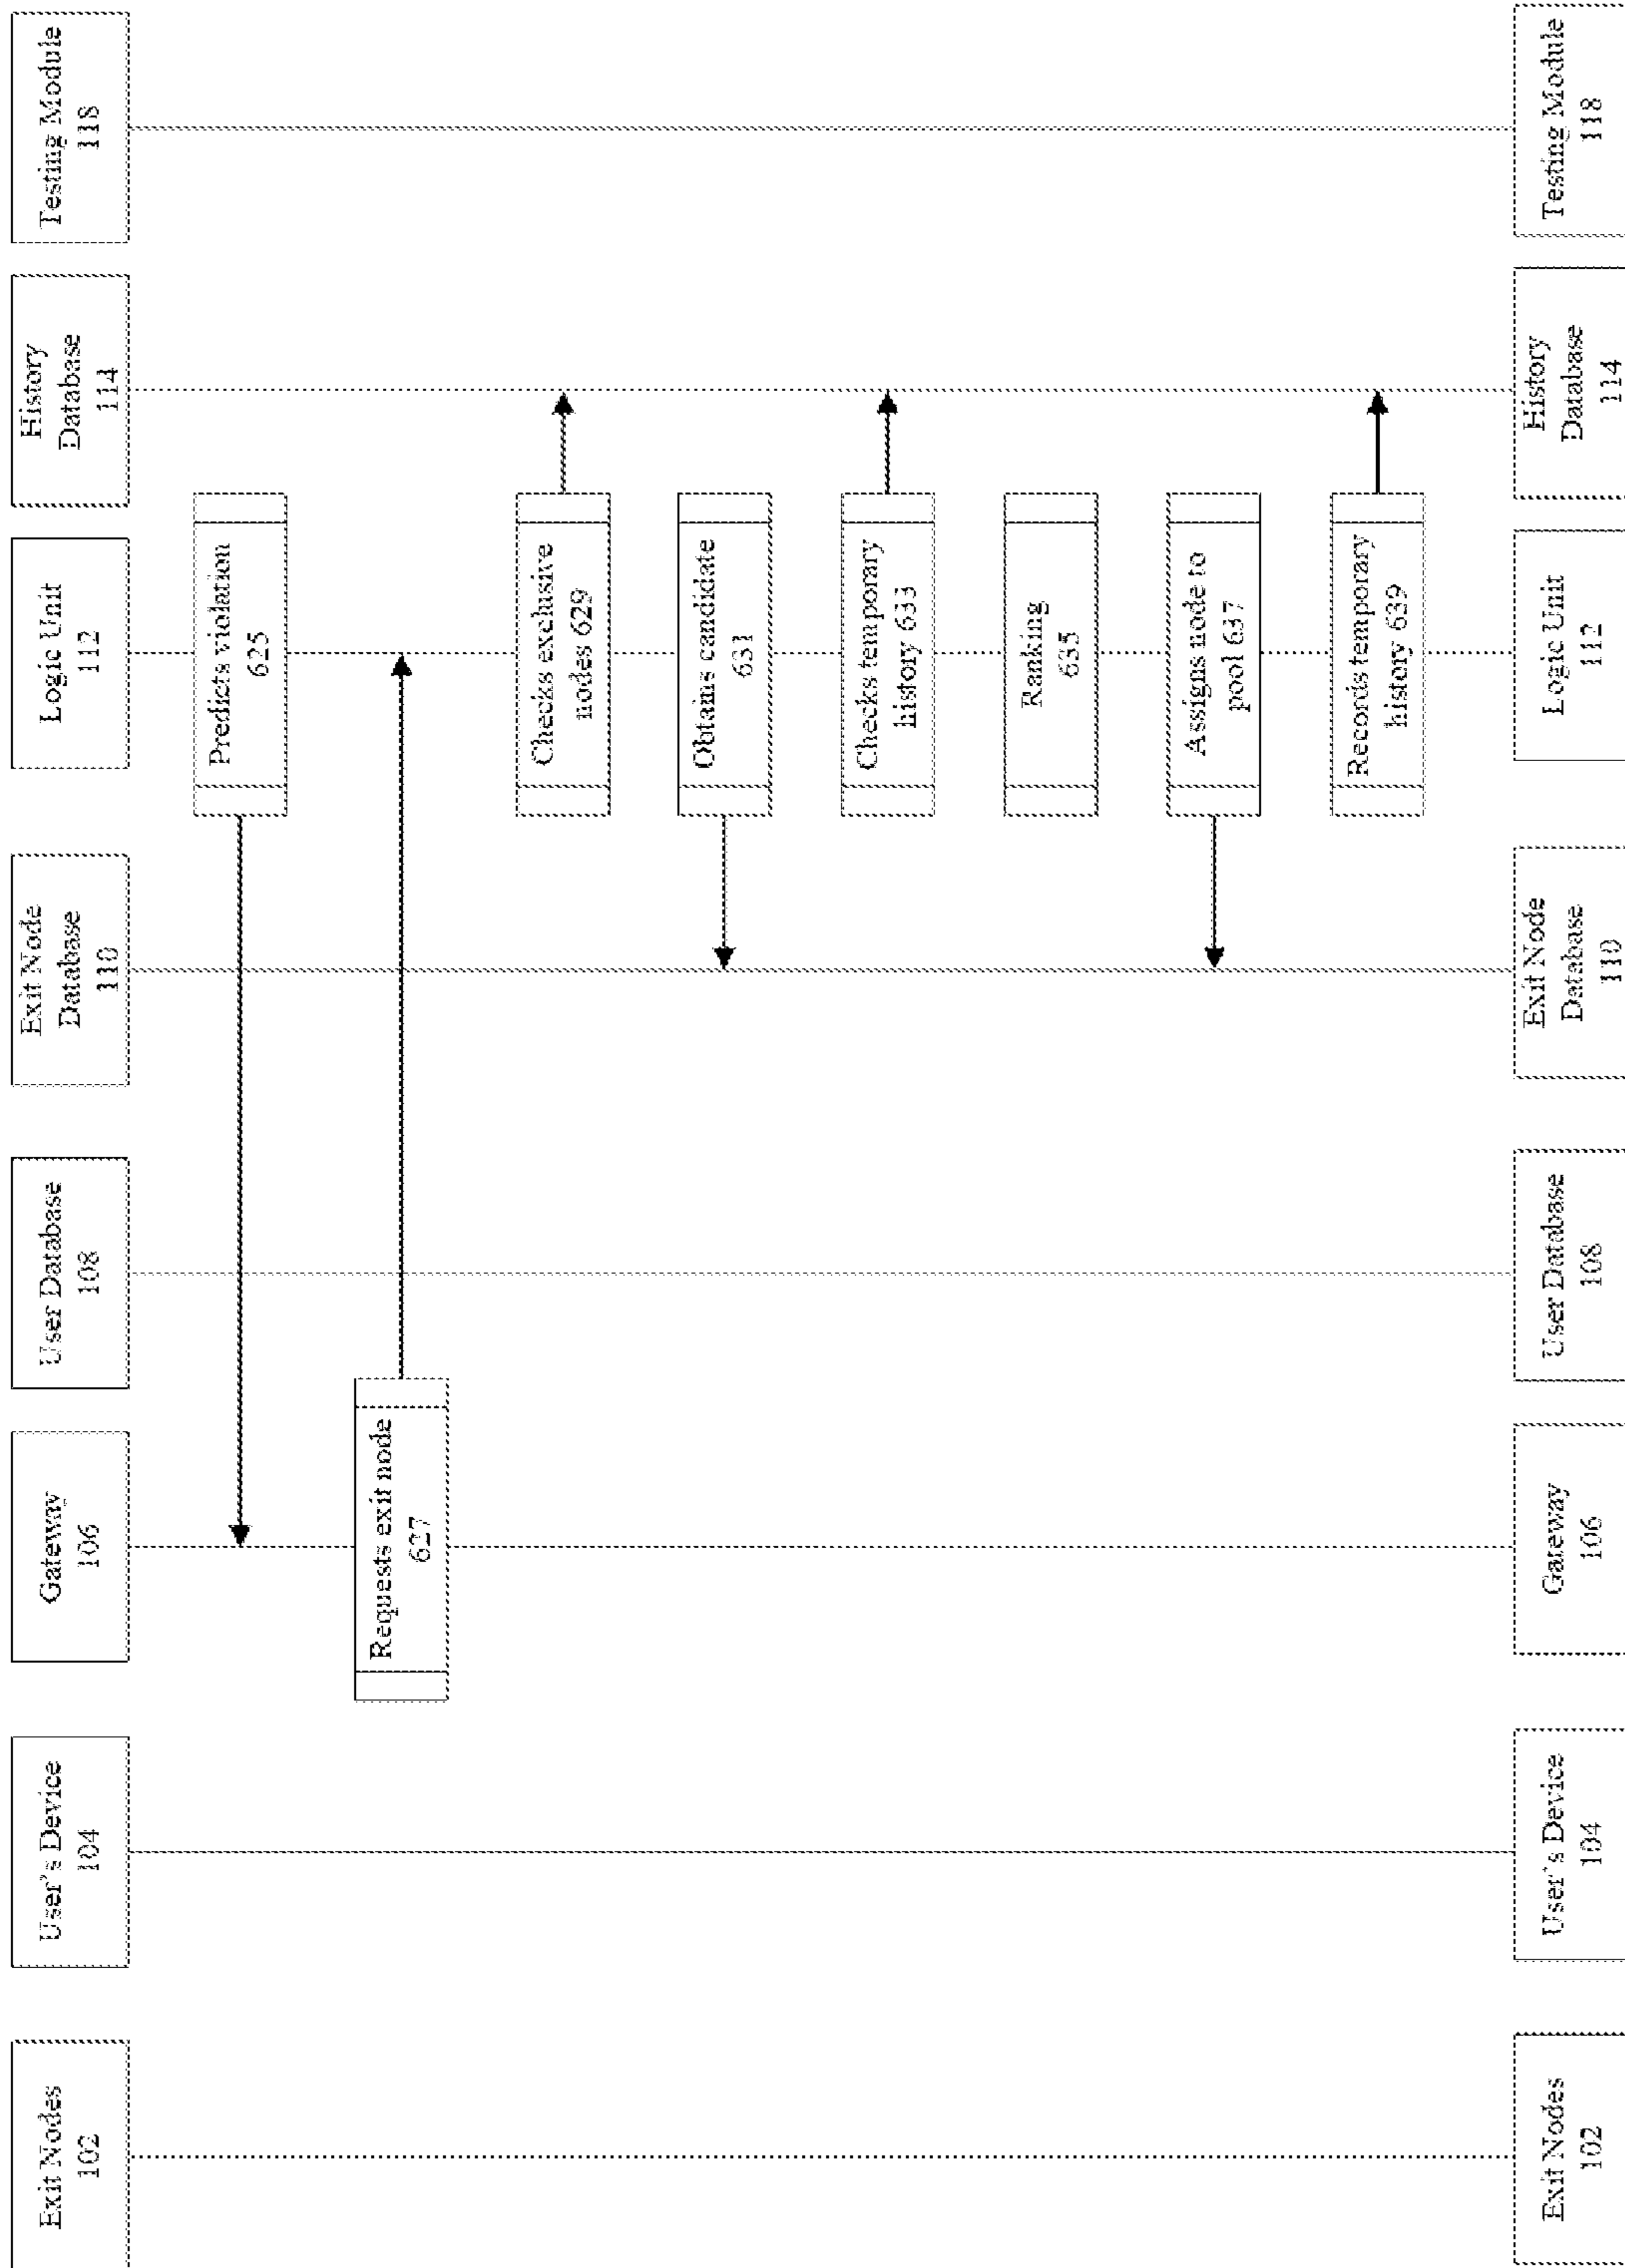 Exit Nodes
102
User's Device
104
Gateway
106
User Database
108
Exit Node
Database
110
Logic Unit
112
History
Database
114
Testing Module
118
Predicts violation
625
Requests exit node
627
Checks exclusive
nodes 629
Obtains candidate
631
Checks temporary
history 633
Ranking
635
Assigns node to
pool 637
Records temporary
history 639
Exit Nodes
102
User's Device
104
Gateway
106
User Database
108
Exit Node
Database
110
Logic Unit
112
History
Database
114
Testing Module
118